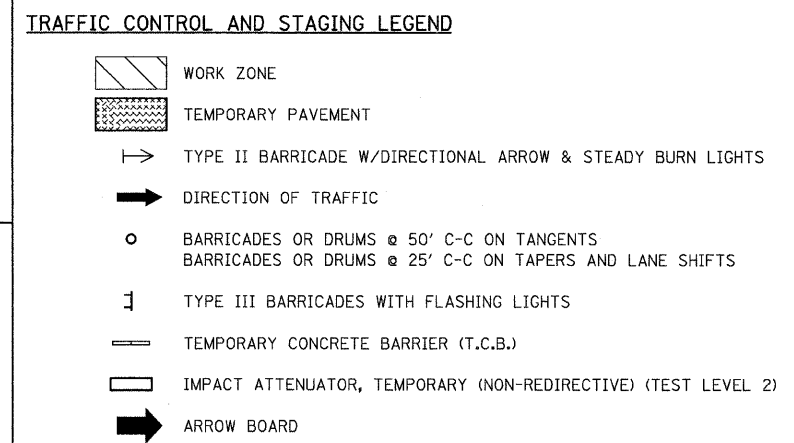 TRAFFIC CONTROL AND STAGING LEGEND
WORK ZONE
TEMPORARY PAVEMENT
TYPE II BARRICADE W/DIRECTIONAL ARROW & STEADY BURN LIGHTS
DIRECTION OF TRAFFIC
BARRICADES OR DRUMS @ 50' C-C ON TANGENTS
BARRICADES OR DRUMS @ 25' C-C ON TAPERS AND LANE SHIFTS
TYPE III BARRICADES WITH FLASHING LIGHTS
TEMPORARY CONCRETE BARRIER (T.C.B.)
IMPACT ATTENUATOR, TEMPORARY (NON-REDIRECTIVE) (TEST LEVEL 2)
ARROW BOARD